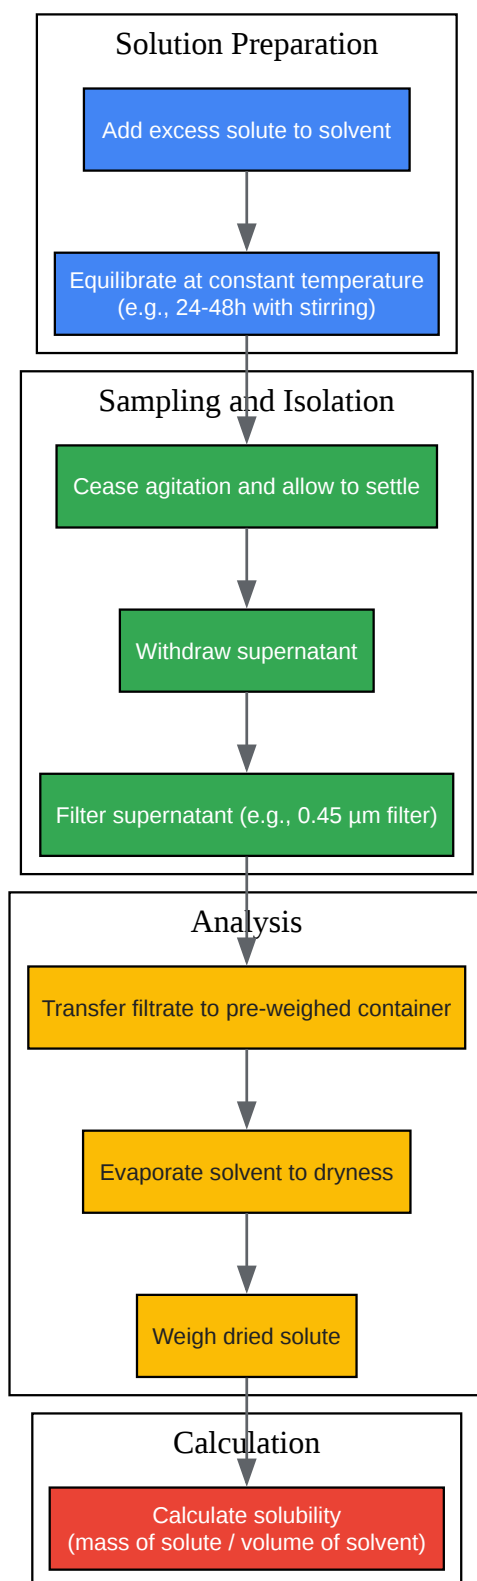 Solution Preparation
Add excess solute to solvent
Equilibrate at constant temperature
(e.g., 24-48h with stirring)
Sampling and Isolation
Cease agitation and allow to settle
Withdraw supernatant
Filter supernatant (e.g., 0.45 µm filter)
Analysis
Transfer filtrate to pre-weighed container
Evaporate solvent to dryness
Weigh dried solute
Calculation
Calculate solubility
(mass of solute / volume of solvent)